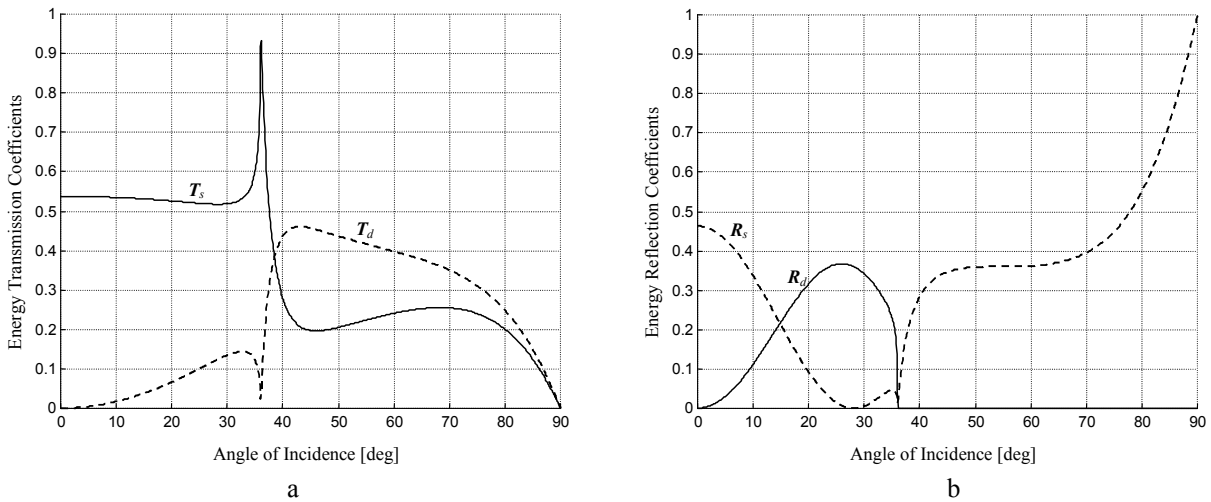 1
0.9
0.8
0.7
0.6
0.5
0.4
0.3
0.2
0.1
0
Energy Transmission Coefficients
Ts
Td
0 10 20 30 40 50 60 70 80 90
Angle of Incidence [deg]
a
1
0.9
0.8
0.7
0.6
0.5
0.4
0.3
0.2
0.1
0
Energy Reflection Coefficients
Rs
Rd
0 10 20 30 40 50 60 70 80 90
Angle of Incidence [deg]
b